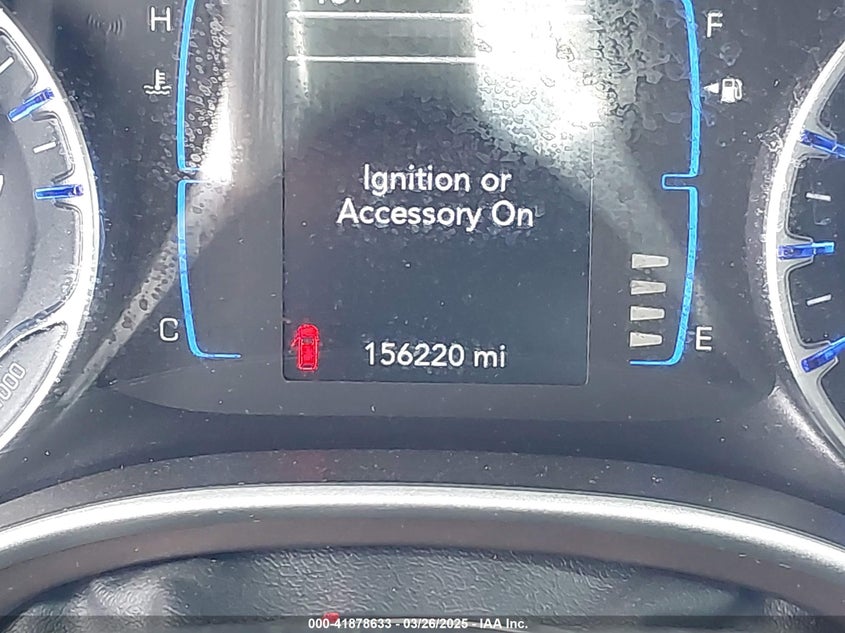 H
F
Ignition or
Accessory On
C
E
156220 mi
000-41878633 - 03/26/2025 - IAA Inc.